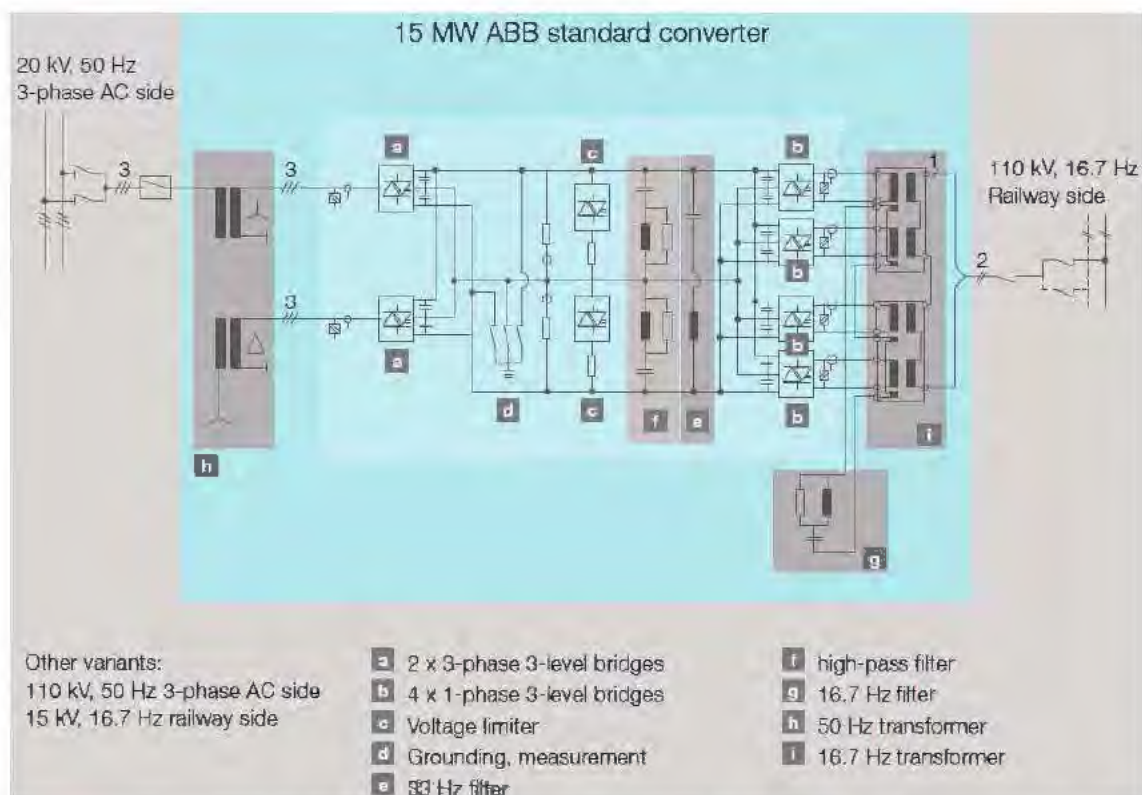 15 MW ABB standard converter
20 kV, 50 Hz
3-phase AC side
110 kV, 16.7 Hz
Railway side
3
3
3
1
2
a
a
c
c
d
f
e
b
b
b
b
h
i
g
Other variants:
110 kV, 50 Hz 3-phase AC side
15 kV, 16.7 Hz railway side
a 2 x 3-phase 3-level bridges
b 4 x 1-phase 3-level bridges
c Voltage limiter
d Grounding, measurement
e 33 Hz filter
f high-pass filter
g 16.7 Hz filter
h 50 Hz transformer
i 16.7 Hz transformer